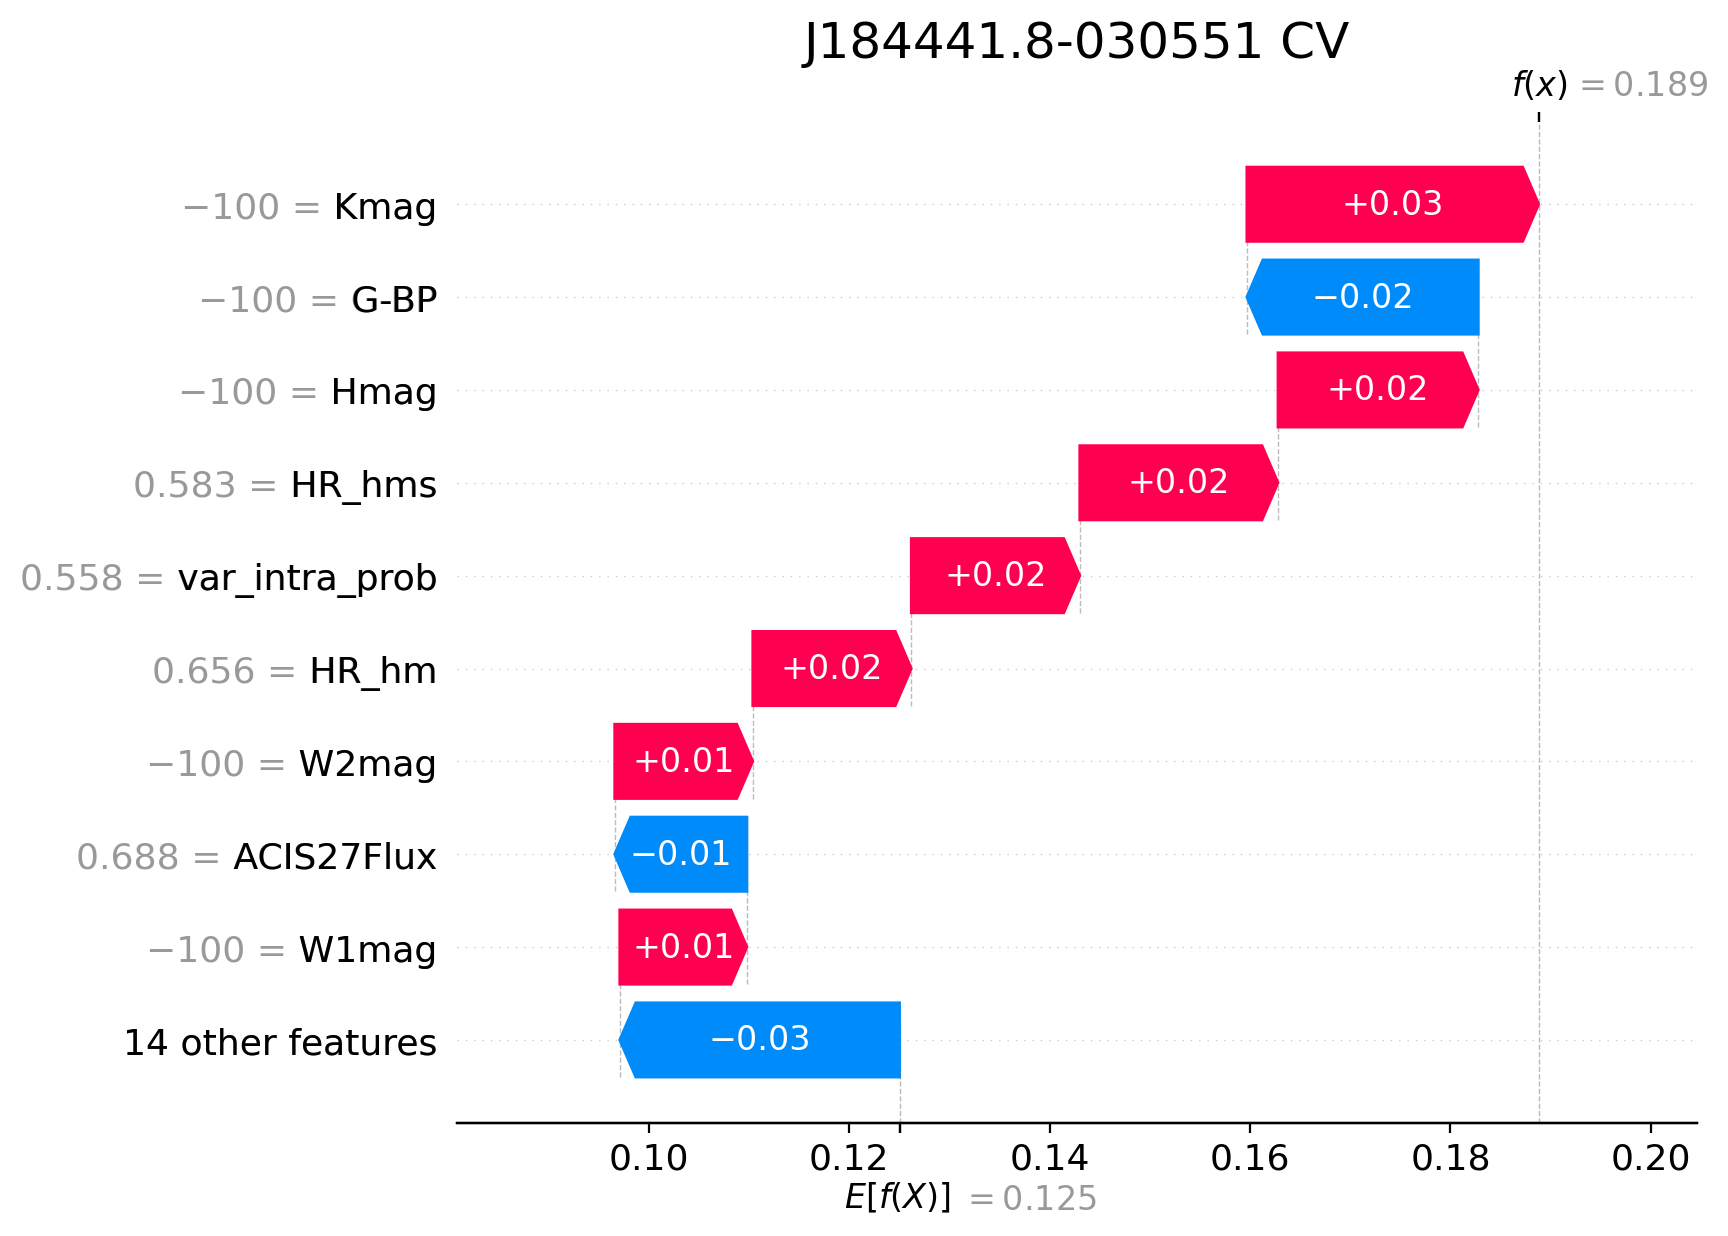 J184441.8-030551 CV
f(x) = 0.189
−100 = Kmag +0.03
−100 = G-BP −0.02
−100 = Hmag +0.02
0.583 = HR_hms +0.02
0.558 = var_intra_prob +0.02
0.656 = HR_hm +0.02
−100 = W2mag +0.01
0.688 = ACIS27Flux −0.01
−100 = W1mag +0.01
14 other features −0.03
0.10 0.12 0.14 0.16 0.18 0.20
E[f(X)] = 0.125